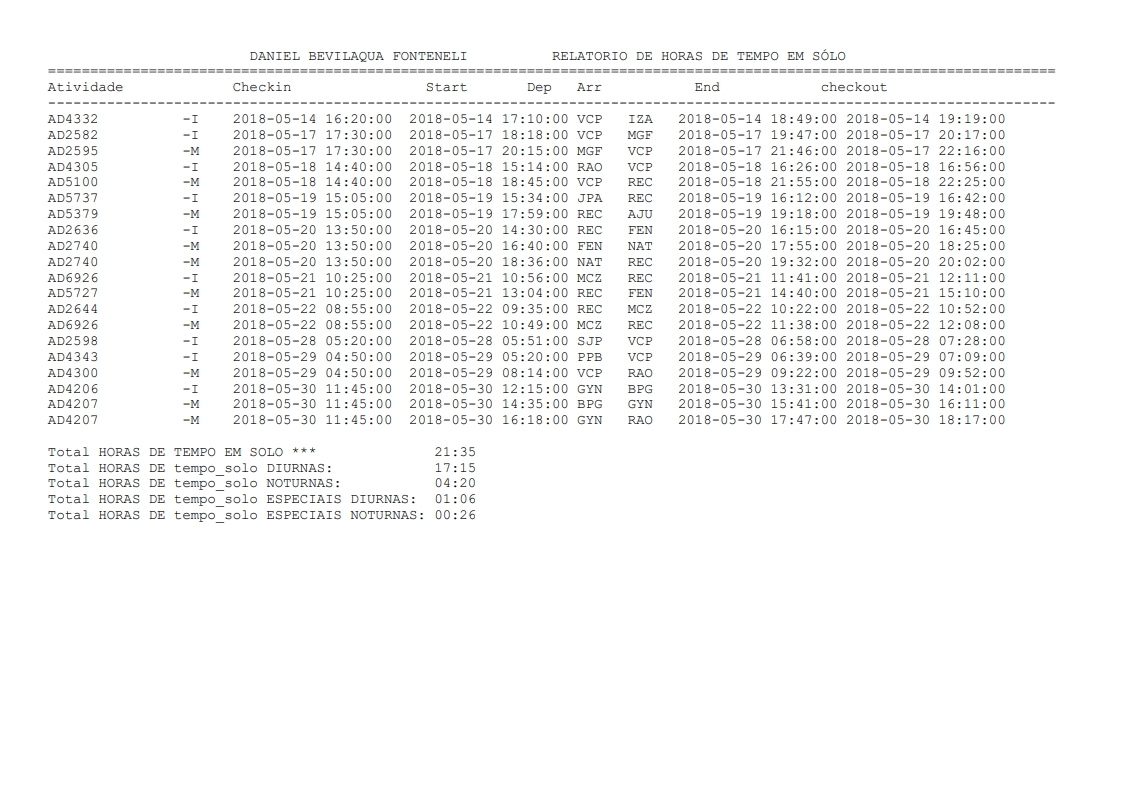 DANIEL BEVILAQUA FONTENELI RELATORIO DE HORAS DE TEMPO EM SÓLO
========================================================================================================================
Atividade Checkin Start Dep Arr End checkout
------------------------------------------------------------------------------------------------------------------------
AD4332 -I 2018-05-14 16:20:00 2018-05-14 17:10:00 VCP IZA 2018-05-14 18:49:00 2018-05-14 19:19:00
AD2582 -I 2018-05-17 17:30:00 2018-05-17 18:18:00 VCP MGF 2018-05-17 19:47:00 2018-05-17 20:17:00
AD2595 -M 2018-05-17 17:30:00 2018-05-17 20:15:00 MGF VCP 2018-05-17 21:46:00 2018-05-17 22:16:00
AD4305 -I 2018-05-18 14:40:00 2018-05-18 15:14:00 RAO VCP 2018-05-18 16:26:00 2018-05-18 16:56:00
AD5100 -M 2018-05-18 14:40:00 2018-05-18 18:45:00 VCP REC 2018-05-18 21:55:00 2018-05-18 22:25:00
AD5737 -I 2018-05-19 15:05:00 2018-05-19 15:34:00 JPA REC 2018-05-19 16:12:00 2018-05-19 16:42:00
AD5379 -M 2018-05-19 15:05:00 2018-05-19 17:59:00 REC AJU 2018-05-19 19:18:00 2018-05-19 19:48:00
AD2636 -I 2018-05-20 13:50:00 2018-05-20 14:30:00 REC FEN 2018-05-20 16:15:00 2018-05-20 16:45:00
AD2740 -M 2018-05-20 13:50:00 2018-05-20 16:40:00 FEN NAT 2018-05-20 17:55:00 2018-05-20 18:25:00
AD2740 -M 2018-05-20 13:50:00 2018-05-20 18:36:00 NAT REC 2018-05-20 19:32:00 2018-05-20 20:02:00
AD6926 -I 2018-05-21 10:25:00 2018-05-21 10:56:00 MCZ REC 2018-05-21 11:41:00 2018-05-21 12:11:00
AD5727 -M 2018-05-21 10:25:00 2018-05-21 13:04:00 REC FEN 2018-05-21 14:40:00 2018-05-21 15:10:00
AD2644 -I 2018-05-22 08:55:00 2018-05-22 09:35:00 REC MCZ 2018-05-22 10:22:00 2018-05-22 10:52:00
AD6926 -M 2018-05-22 08:55:00 2018-05-22 10:49:00 MCZ REC 2018-05-22 11:38:00 2018-05-22 12:08:00
AD2598 -I 2018-05-28 05:20:00 2018-05-28 05:51:00 SJP VCP 2018-05-28 06:58:00 2018-05-28 07:28:00
AD4343 -I 2018-05-29 04:50:00 2018-05-29 05:20:00 PPB VCP 2018-05-29 06:39:00 2018-05-29 07:09:00
AD4300 -M 2018-05-29 04:50:00 2018-05-29 08:14:00 VCP RAO 2018-05-29 09:22:00 2018-05-29 09:52:00
AD4206 -I 2018-05-30 11:45:00 2018-05-30 12:15:00 GYN BPG 2018-05-30 13:31:00 2018-05-30 14:01:00
AD4207 -M 2018-05-30 11:45:00 2018-05-30 14:35:00 BPG GYN 2018-05-30 15:41:00 2018-05-30 16:11:00
AD4207 -M 2018-05-30 11:45:00 2018-05-30 16:18:00 GYN RAO 2018-05-30 17:47:00 2018-05-30 18:17:00
Total HORAS DE TEMPO EM SOLO *** 21:35
Total HORAS DE tempo_solo DIURNAS: 17:15
Total HORAS DE tempo_solo NOTURNAS: 04:20
Total HORAS DE tempo_solo ESPECIAIS DIURNAS: 01:06
Total HORAS DE tempo_solo ESPECIAIS NOTURNAS: 00:26